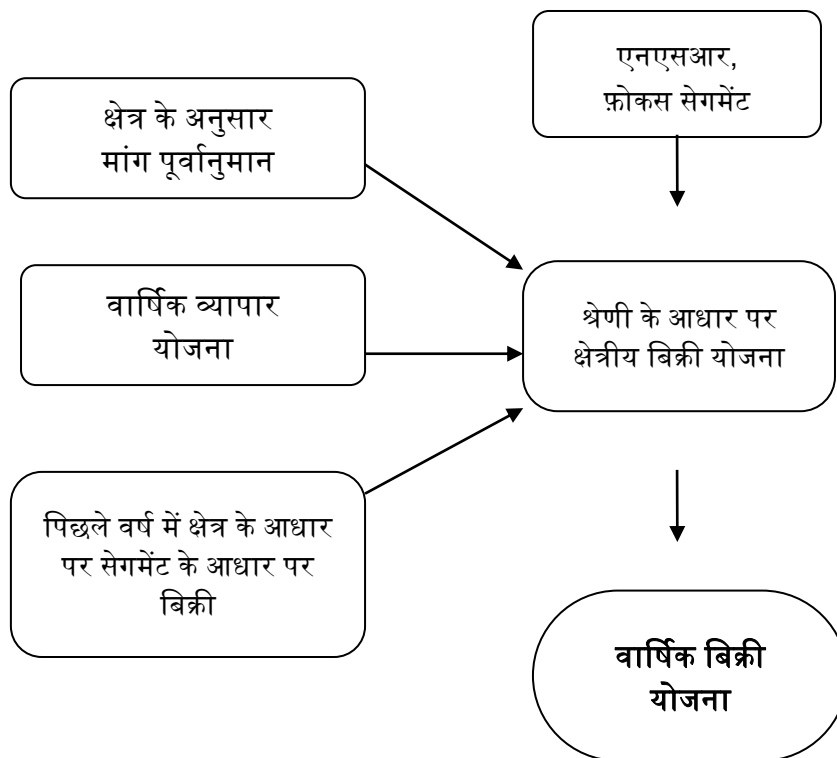 एनएसआर,
फ़ोकस सेगमेंट
क्षेत्र के अनुसार
मांग पूर्वानुमान
वार्षिक व्यापार
योजना
श्रेणी के आधार पर
क्षेत्रीय बिक्री योजना
पिछले वर्ष में क्षेत्र के आधार
पर सेगमेंट के आधार पर
बिक्री
वार्षिक बिक्री
योजना